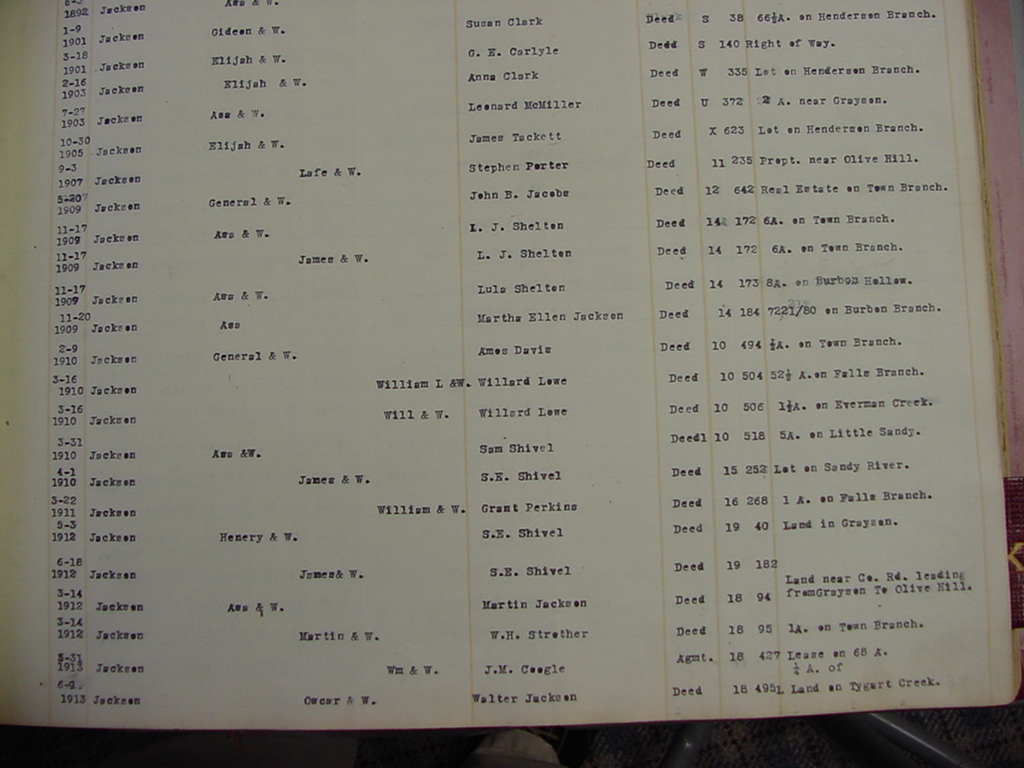 1892 Jackson Asa & W. Susan Clark Deed S 38 66½A. on Henderson Branch.
1-9
1901 Jackson Gideon & W. G. E. Carlyle Deed S 140 Right of Way.
3-18
1901 Jackson Elijah & W. Anna Clark Deed W 335 Lot on Henderson Branch.
2-16
1903 Jackson Elijah & W. Leonard McMiller Deed U 372 2 A. near Grayson.
7-27
1903 Jackson Asa & W. James Tackett Deed X 623 Lot on Henderson Branch.
10-30
1905 Jackson Elijah & W. Stephen Porter Deed 11 235 Propt. near Olive Hill.
9-3
1907 Jackson Lafe & W. John B. Jacobs Deed 12 642 Real Estate on Town Branch.
5-20
1909 Jackson General & W. L. J. Shelton Deed 14 172 6A. on Town Branch.
11-17
1909 Jackson Asa & W. L. J. Shelton Deed 14 172 6A. on Town Branch.
11-17
1909 Jackson James & W. Lula Shelton Deed 14 173 8A. on Burbon Hollow.
11-17
1909 Jackson Asa & W. Martha Ellen Jackson Deed 14 184 7221/80 on Burbon Branch.
11-20
1909 Jackson Asa Amos Davis Deed 10 494 ½A. on Town Branch.
2-9
1910 Jackson General & W.
3-16
1910 Jackson William L &W. Willard Lowe Deed 10 504 52½ A.on Falls Branch.
3-16
1910 Jackson Will & W. Willard Lowe Deed 10 506 1½A. on Everman Creek.
3-31
1910 Jackson Asa &W. Sam Shivel Deedl 10 518 5A. on Little Sandy.
4-1
1910 Jackson James & W. S.E. Shivel Deed 15 252 Lot on Sandy River.
3-22
1911 Jackson William & W. Grant Perkins Deed 16 268 1 A. on Falls Branch.
5-3
1912 Jackson Henery & W. S.E. Shivel Deed 19 40 Land in Grayson.
6-18
1912 Jackson James& W. S.E. Shivel Deed 19 182
3-14
1912 Jackson Asa & W. Martin Jackson Deed 18 94 Land near Co. Rd. leading
fromGrayson To Olive Hill.
3-14
1912 Jackson Martin & W. W.H. Strother Deed 18 95 1A. on Town Branch.
5-31
1913 Jackson Wm & W. J.M. Coogle Agmt. 18 427 Lease on 68 A.
¼ A. of
6-9
1913 Jackson Oscar & W. Walter Jackson Deed 18 495 Land on Tygart Creek.